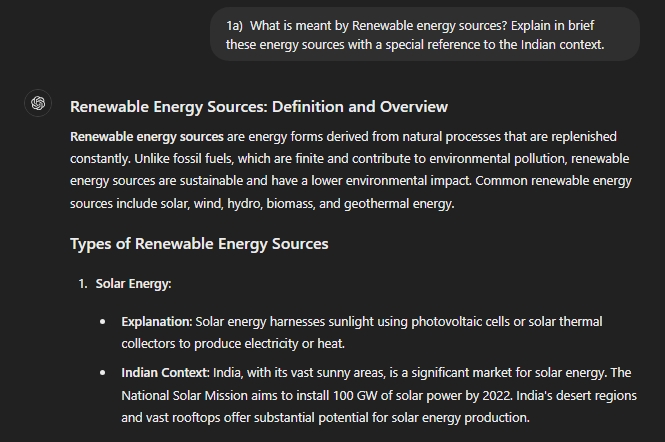 1a)  What is meant by Renewable energy sources? Explain in brief
these energy sources with a special reference to the Indian context.
Renewable Energy Sources: Definition and Overview
Renewable energy sources are energy forms derived from natural processes that are replenished
constantly. Unlike fossil fuels, which are finite and contribute to environmental pollution, renewable
energy sources are sustainable and have a lower environmental impact. Common renewable energy
sources include solar, wind, hydro, biomass, and geothermal energy.
Types of Renewable Energy Sources
1. Solar Energy:
• Explanation: Solar energy harnesses sunlight using photovoltaic cells or solar thermal
collectors to produce electricity or heat.
• Indian Context: India, with its vast sunny areas, is a significant market for solar energy. The
National Solar Mission aims to install 100 GW of solar power by 2022. India's desert regions
and vast rooftops offer substantial potential for solar energy production.